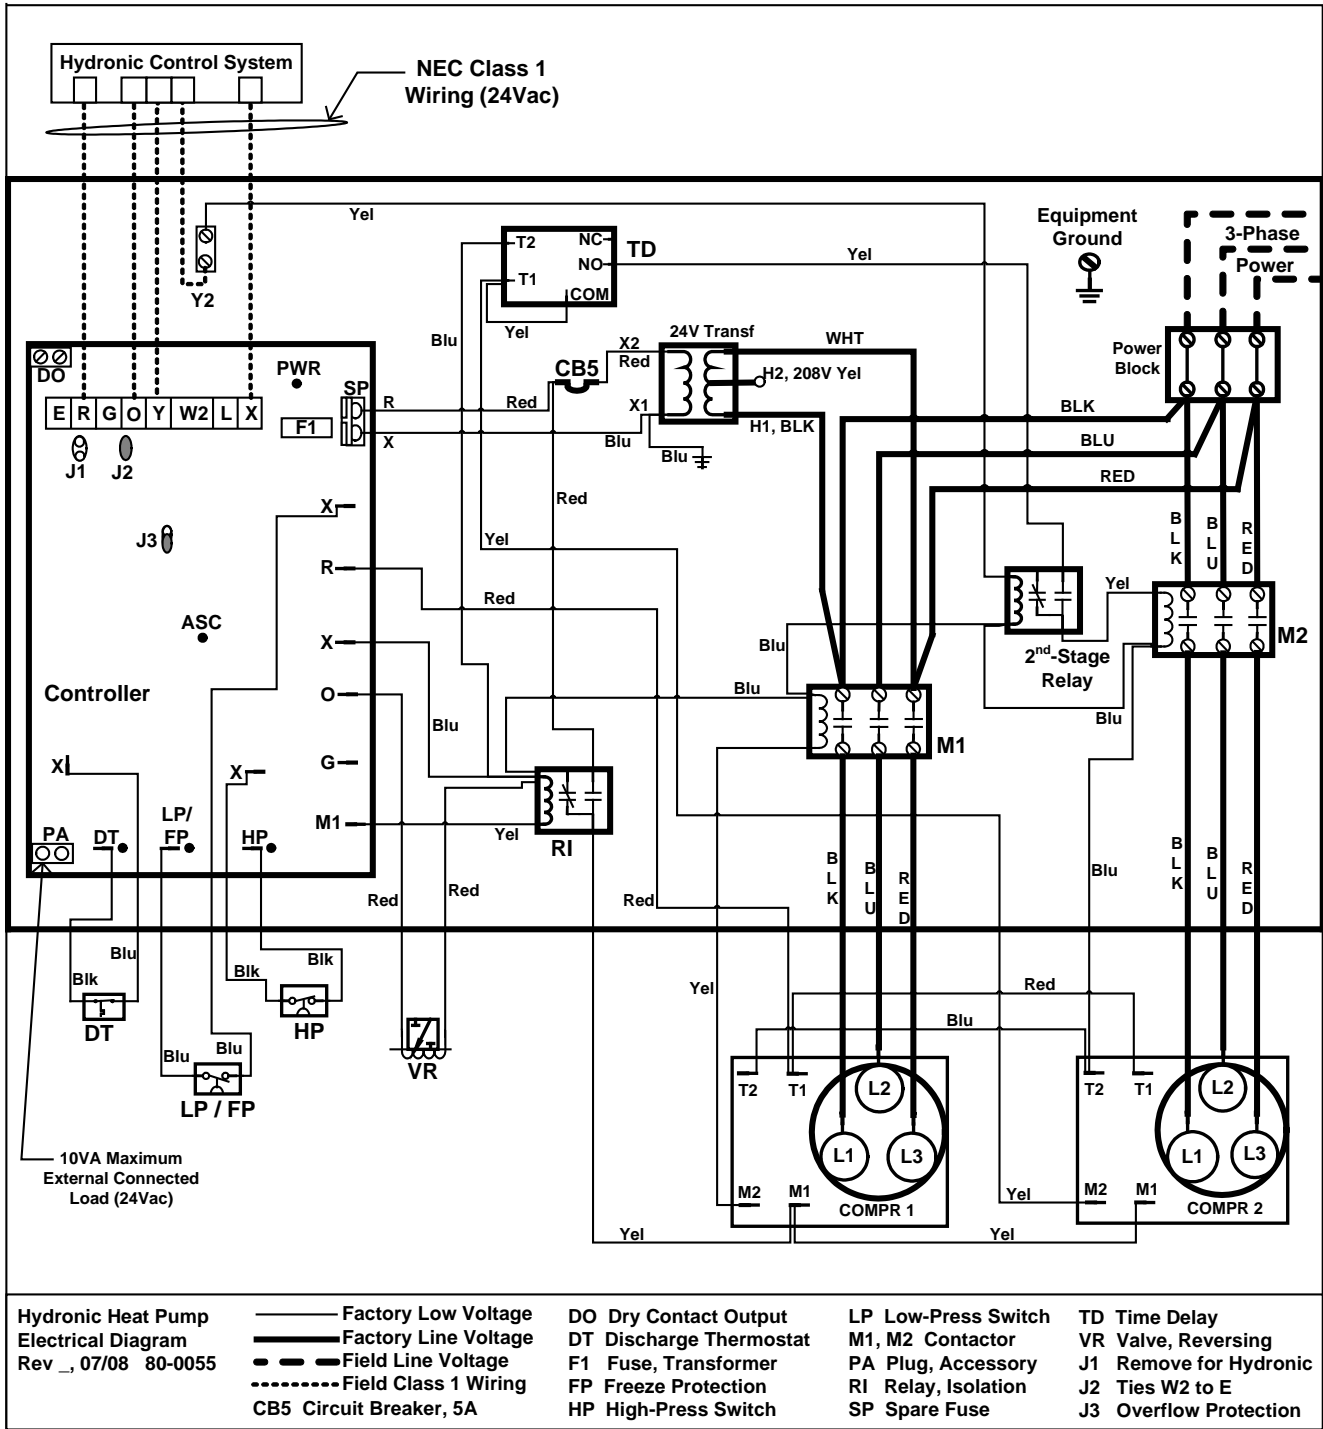 Hydronic Control System
NEC Class 1
Wiring (24Vac)
Yel
Equipment
Ground
3-Phase
Power
T2
NC
TD
NO
Yel
T1
COM
Yel
Y2
Blu
24V Transf
WHT
X2
Red
CB5
H2, 208V Yel
Power
Block
DO
PWR
SP
R
Red
X1
BLK
E R G O Y W2 L X
F1
H1, BLK
X
Blu
Blu
BLU
J1
J2
RED
Red
X
J3
Yel
BLK
BLU
RED
R
Red
Yel
ASC
X
Blu
2nd-Stage
Relay
M2
Controller
O
Blu
Blu
Blu
M1
X
G
X
LP/
FP
M1
Yel
RI
PA
DT
HP
BLK
BLU
RED
BLK
BLU
RED
Blu
Red
Red
Red
Blu
Blk
Blk
Blk
DT
HP
Yel
Red
Blu
Blu
Blu
VR
LP / FP
T2
T1
L2
T2
T1
L2
10VA Maximum
External Connected
Load (24Vac)
L1
L3
L1
L3
M2
M1
COMPR 1
Yel
M2
M1
COMPR 2
Yel
Yel
Hydronic Heat Pump
Electrical Diagram
Rev _, 07/08 80-0055
Factory Low Voltage
Factory Line Voltage
Field Line Voltage
Field Class 1 Wiring
CB5 Circuit Breaker, 5A
DO Dry Contact Output
DT Discharge Thermostat
F1 Fuse, Transformer
FP Freeze Protection
HP High-Press Switch
LP Low-Press Switch
M1, M2 Contactor
PA Plug, Accessory
RI Relay, Isolation
SP Spare Fuse
TD Time Delay
VR Valve, Reversing
J1 Remove for Hydronic
J2 Ties W2 to E
J3 Overflow Protection